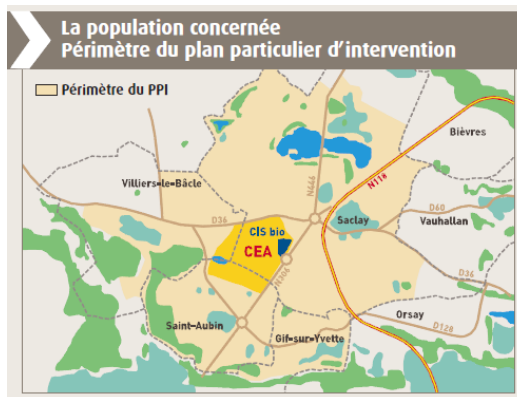 La population concernée
Périmètre du plan particulier d'intervention
Périmètre du PPI
Bièvres
N118
Villiers-le-Bâcle
N446
D36
Saclay
D60
Vauhallan
CIS bio
CEA
N306
D36
Orsay
Saint-Aubin
D128
Gif-sur-Yvette